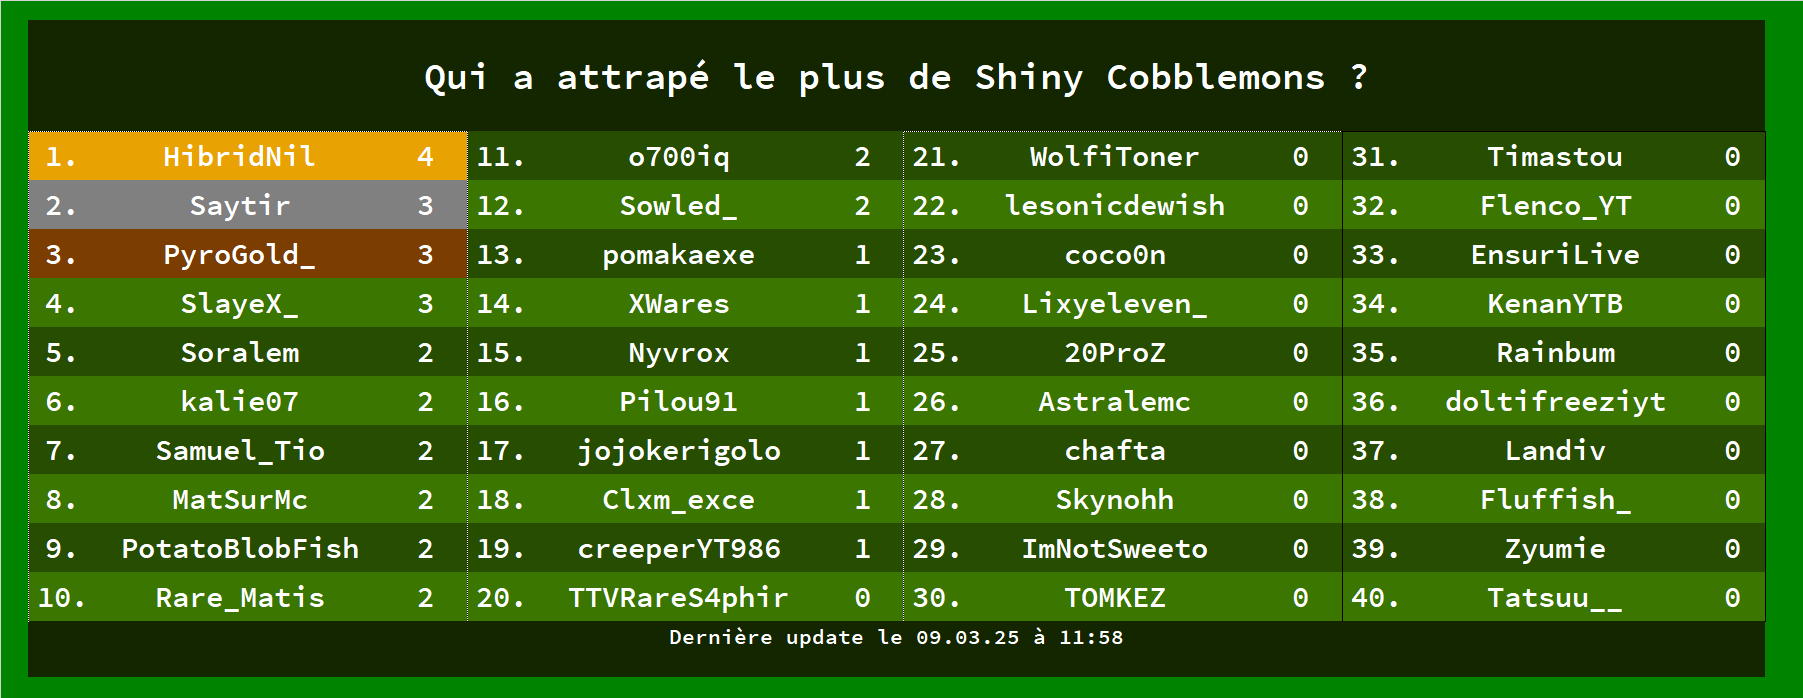 Qui a attrapé le plus de Shiny Cobblemons ?
1. HibridNil 4
2. Saytir 3
3. PyroGold_ 3
4. SlayeX_ 3
5. Soralem 2
6. kalie07 2
7. Samuel_Tio 2
8. MatSurMc 2
9. PotatoBlobFish 2
10. Rare_Matis 2
11. o700iq 2
12. Sowled_ 2
13. pomakaexe 1
14. XWares 1
15. Nyvrox 1
16. Pilou91 1
17. jojokerigolo 1
18. Clxm_exce 1
19. creeperYT986 1
20. TTVRareS4phir 0
21. WolfiToner 0
22. lesonicdewish 0
23. coco0n 0
24. Lixyeleven_ 0
25. 20ProZ 0
26. Astralemc 0
27. chafta 0
28. Skynohh 0
29. ImNotSweeto 0
30. TOMKEZ 0
31. Timastou 0
32. Flenco_YT 0
33. EnsuriLive 0
34. KenanYTB 0
35. Rainbum 0
36. doltifreeziyt 0
37. Landiv 0
38. Fluffish_ 0
39. Zyumie 0
40. Tatsuu__ 0
Dernière update le 09.03.25 à 11:58